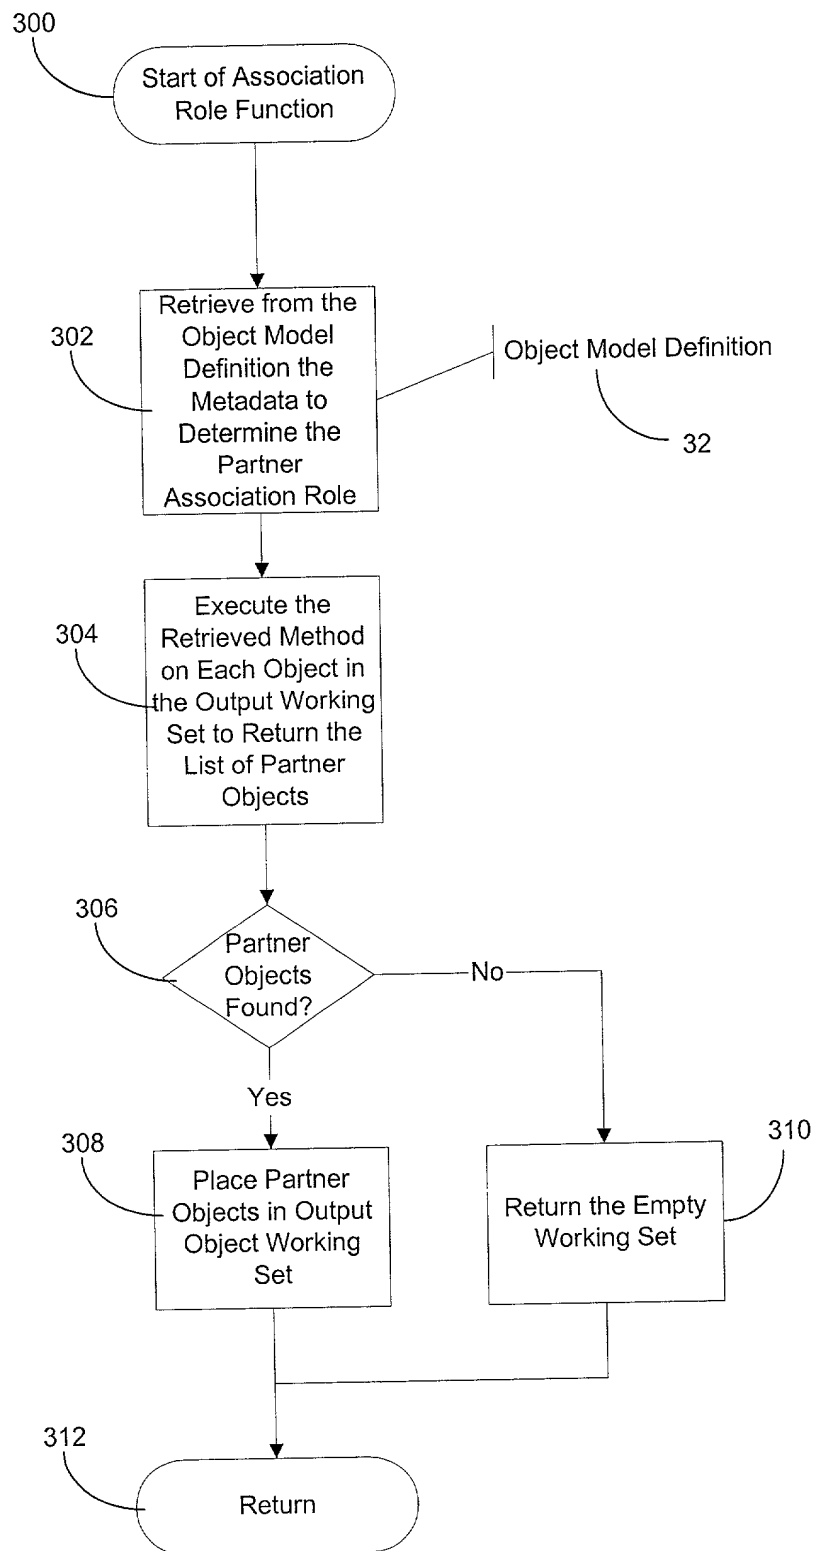 300
Start of Association
Role Function
302
Retrieve from the
Object Model
Definition the
Metadata to
Determine the
Partner
Association Role
Object Model Definition
32
304
Execute the
Retrieved Method
on Each Object in
the Output Working
Set to Return the
List of Partner
Objects
306
Partner
Objects
Found?
No
Yes
308
Place Partner
Objects in Output
Object Working
Set
310
Return the Empty
Working Set
312
Return